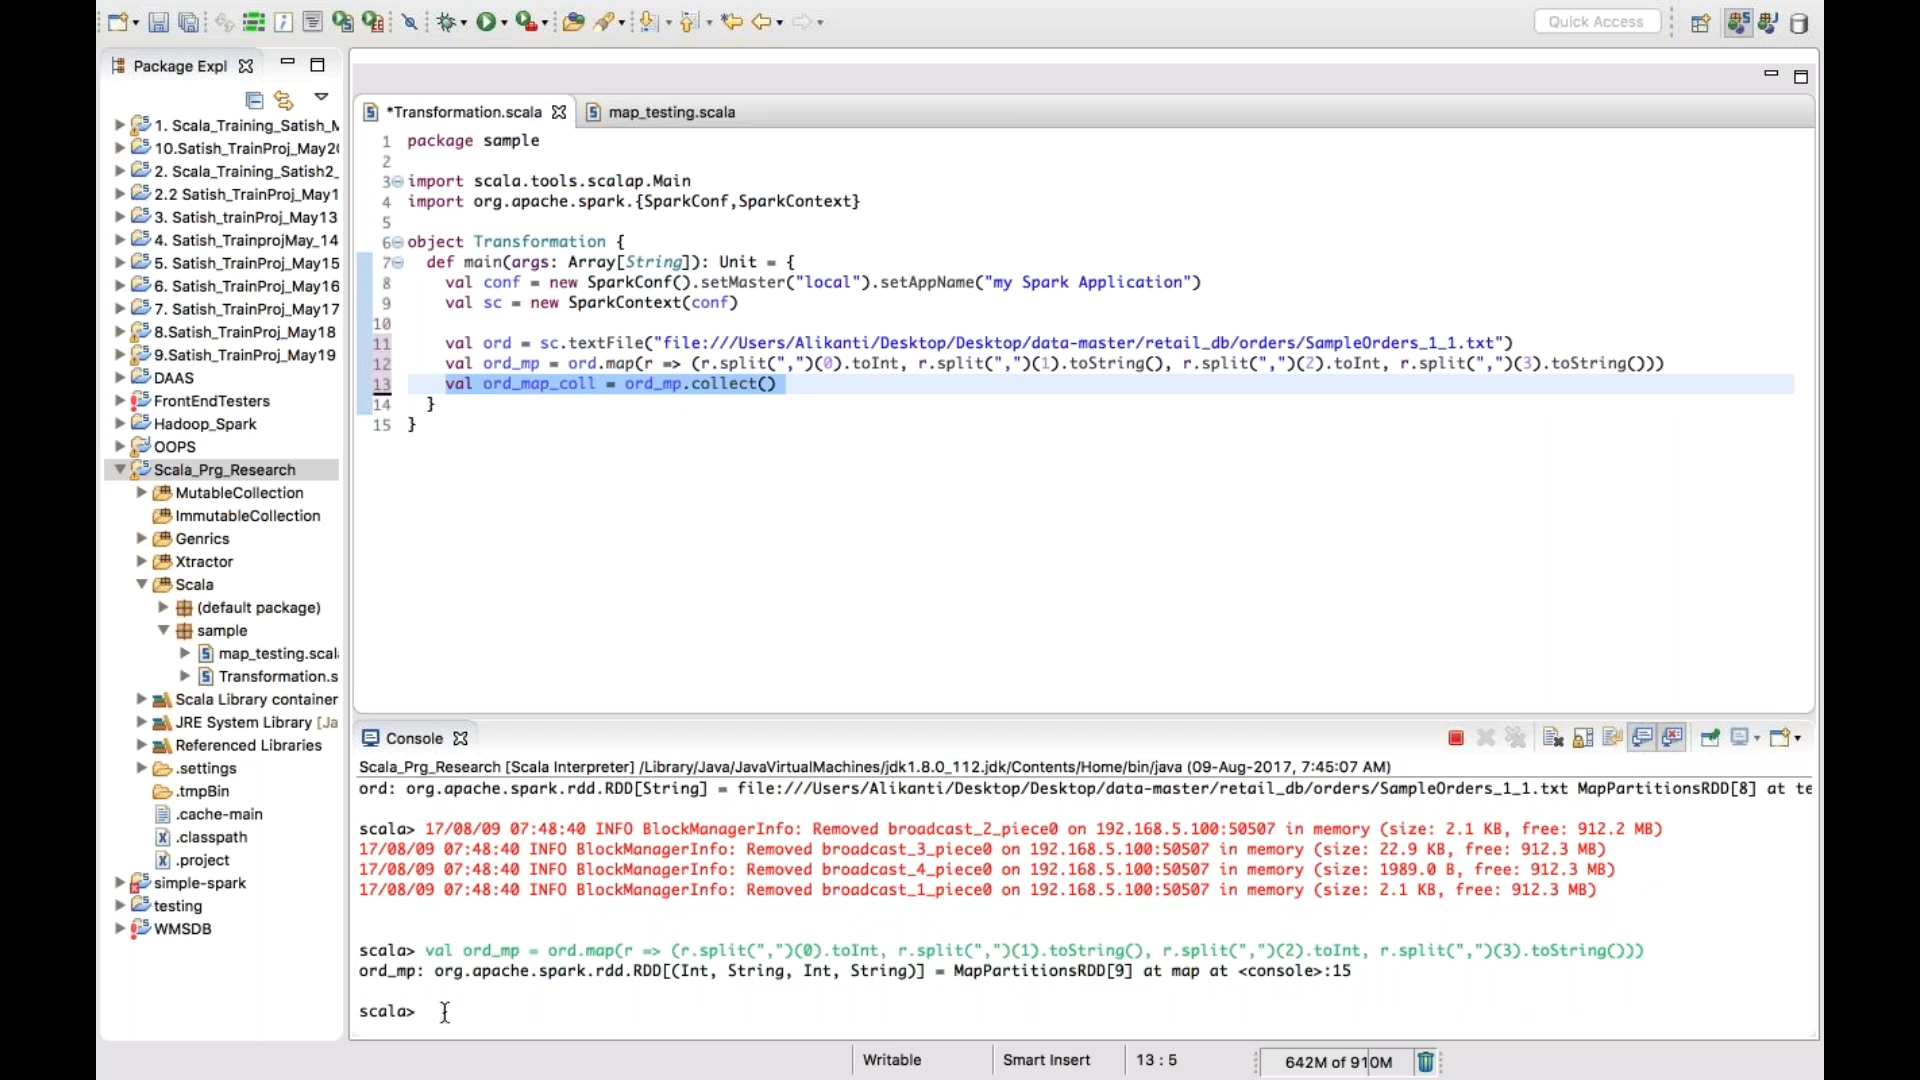 Quick Access
Package Expl
1. Scala_Training_Satish_M
10.Satish_TrainProj_May20
2. Scala_Training_Satish2_
2.2 Satish_TrainProj_May1
3. Satish_trainProj_May13
4. Satish_TrainprojMay_14
5. Satish_TrainProj_May15
6. Satish_TrainProj_May16
7. Satish_TrainProj_May17
8.Satish_TrainProj_May18
9.Satish_TrainProj_May19
DAAS
FrontEndTesters
Hadoop_Spark
OOPS
Scala_Prg_Research
MutableCollection
ImmutableCollection
Genrics
Xtractor
Scala
(default package)
sample
map_testing.scal
Transformation.s
Scala Library container
JRE System Library [Ja
Referenced Libraries
.settings
.tmpBin
.cache-main
.classpath
.project
simple-spark
testing
WMSDB
*Transformation.scala
map_testing.scala
1 package sample
2
3 import scala.tools.scalap.Main
4 import org.apache.spark.{SparkConf,SparkContext}
5
6 object Transformation {
7 def main(args: Array[String]): Unit = {
8 val conf = new SparkConf().setMaster("local").setAppName("my Spark Application")
9 val sc = new SparkContext(conf)
10
11 val ord = sc.textFile("file:///Users/Alikanti/Desktop/Desktop/data-master/retail_db/orders/SampleOrders_1_1.txt")
12 val ord_mp = ord.map(r => (r.split(",")(0).toInt, r.split(",")(1).toString(), r.split(",")(2).toInt, r.split(",")(3).toString()))
13 val ord_map_coll = ord_mp.collect()
14 }
15 }
Console
Scala_Prg_Research [Scala Interpreter] /Library/Java/JavaVirtualMachines/jdk1.8.0_112.jdk/Contents/Home/bin/java (09-Aug-2017, 7:45:07 AM)
ord: org.apache.spark.rdd.RDD[String] = file:///Users/Alikanti/Desktop/Desktop/data-master/retail_db/orders/SampleOrders_1_1.txt MapPartitionsRDD[8] at te
scala> 17/08/09 07:48:40 INFO BlockManagerInfo: Removed broadcast_2_piece0 on 192.168.5.100:50507 in memory (size: 2.1 KB, free: 912.2 MB)
17/08/09 07:48:40 INFO BlockManagerInfo: Removed broadcast_3_piece0 on 192.168.5.100:50507 in memory (size: 22.9 KB, free: 912.3 MB)
17/08/09 07:48:40 INFO BlockManagerInfo: Removed broadcast_4_piece0 on 192.168.5.100:50507 in memory (size: 1989.0 B, free: 912.3 MB)
17/08/09 07:48:40 INFO BlockManagerInfo: Removed broadcast_1_piece0 on 192.168.5.100:50507 in memory (size: 2.1 KB, free: 912.3 MB)
scala> val ord_mp = ord.map(r => (r.split(",")(0).toInt, r.split(",")(1).toString(), r.split(",")(2).toInt, r.split(",")(3).toString()))
ord_mp: org.apache.spark.rdd.RDD[(Int, String, Int, String)] = MapPartitionsRDD[9] at map at <console>:15
scala>
Writable
Smart Insert
13 : 5
642M of 910M